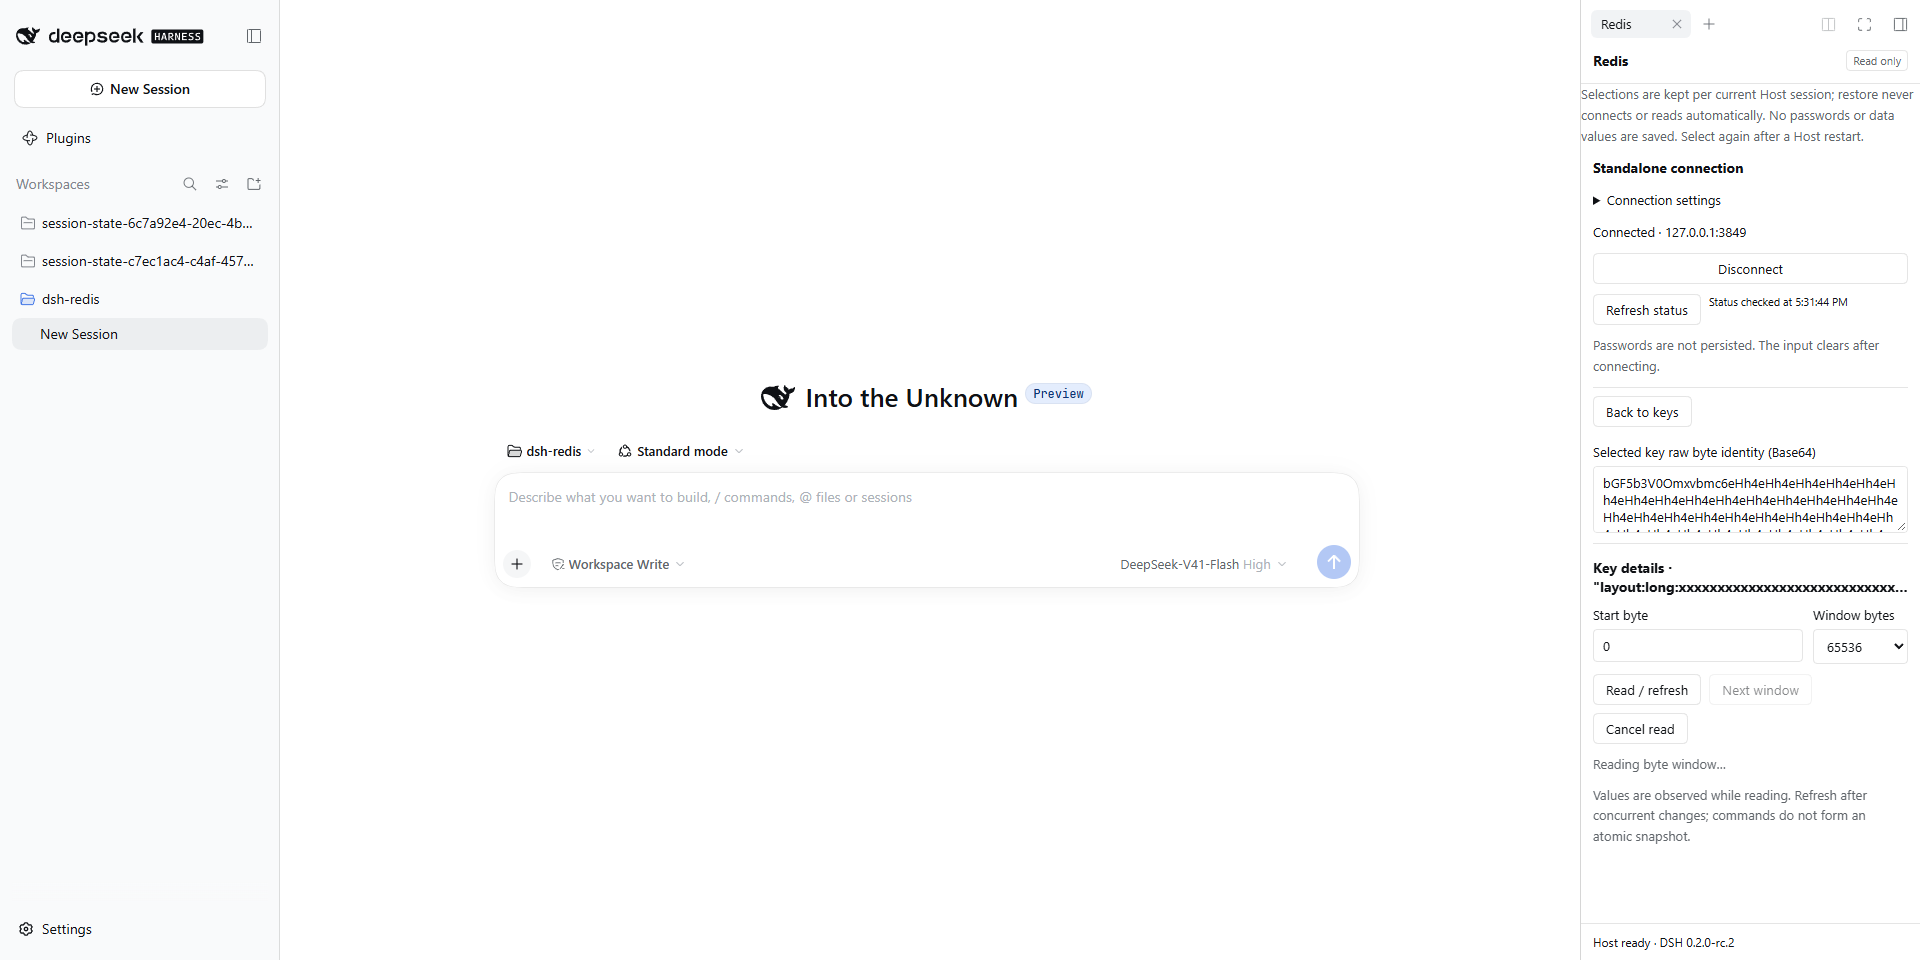 deepseek HARNESS
New Session
Plugins
Workspaces
session-state-6c7a92e4-20ec-4b...
session-state-c7ec1ac4-c4af-457...
dsh-redis
New Session
Settings
Into the Unknown Preview
dsh-redis Standard mode
Describe what you want to build, / commands, @ files or sessions
Workspace Write
DeepSeek-V41-Flash High
Redis
Redis
Read only
Selections are kept per current Host session; restore never
connects or reads automatically. No passwords or data
values are saved. Select again after a Host restart.
Standalone connection
Connection settings
Connected · 127.0.0.1:3849
Disconnect
Refresh status
Status checked at 5:31:44 PM
Passwords are not persisted. The input clears after
connecting.
Back to keys
Selected key raw byte identity (Base64)
bGF5b3V0Omxvbmc6eHh4eHh4eHh4eHh4eHh4eH
h4eHh4eHh4eHh4eHh4eHh4eHh4eHh4eHh4eHh4e
Hh4eHh4eHh4eHh4eHh4eHh4eHh4eHh4eHh4eHh
Key details ·
"layout:long:xxxxxxxxxxxxxxxxxxxxxxxxxxxx...
Start byte
Window bytes
0
65536
Read / refresh
Next window
Cancel read
Reading byte window...
Values are observed while reading. Refresh after
concurrent changes; commands do not form an
atomic snapshot.
Host ready · DSH 0.2.0-rc.2